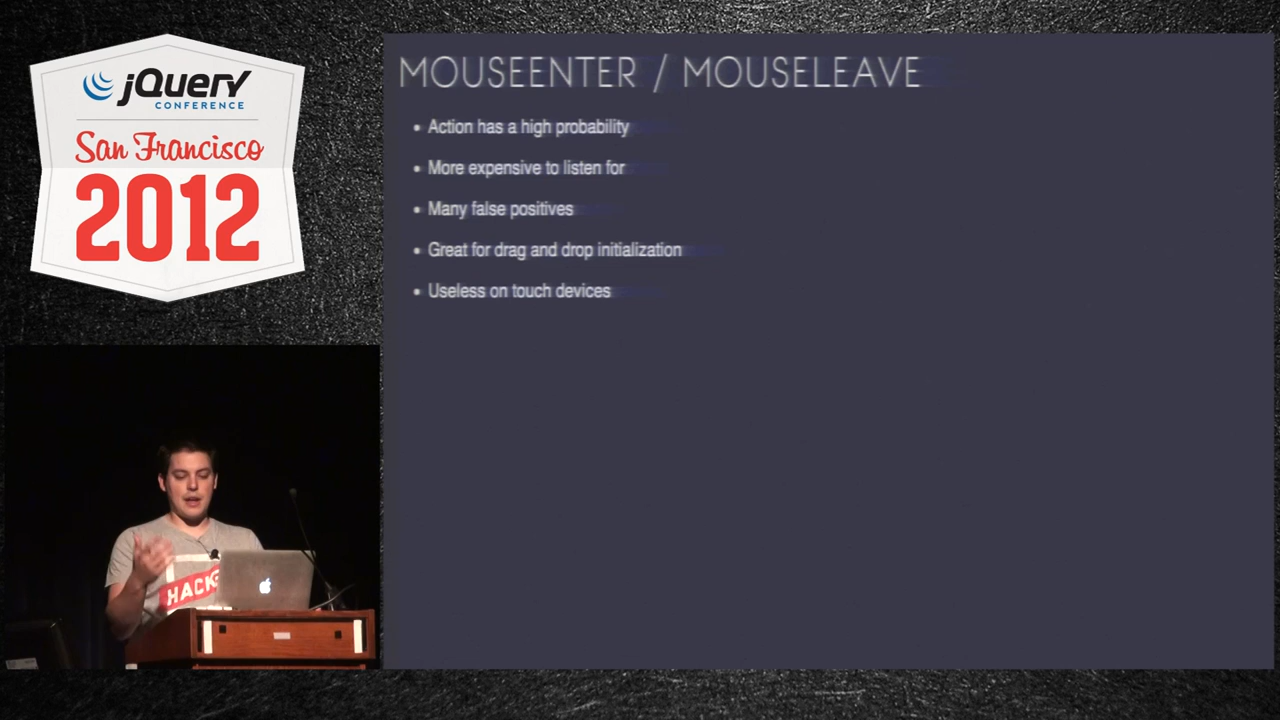 jQuery
CONFERENCE
San Francisco
2012
MOUSEENTER / MOUSELEAVE
• Action has a high probability
• More expensive to listen for
• Many false positives
• Great for drag and drop initialization
• Useless on touch devices
HACK